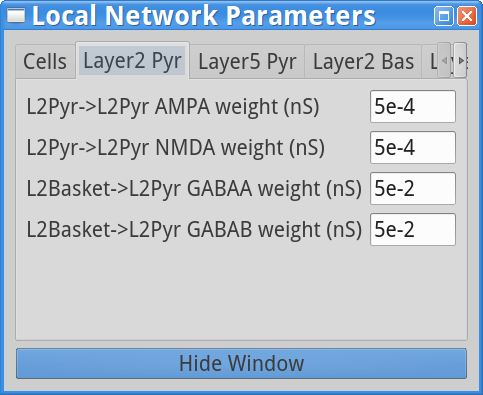 Local Network Parameters
Cells Layer2 Pyr Layer5 Pyr Layer2 Bas
L2Pyr->L2Pyr AMPA weight (nS) 5e-4
L2Pyr->L2Pyr NMDA weight (nS) 5e-4
L2Basket->L2Pyr GABAA weight (nS) 5e-2
L2Basket->L2Pyr GABAB weight (nS) 5e-2
Hide Window